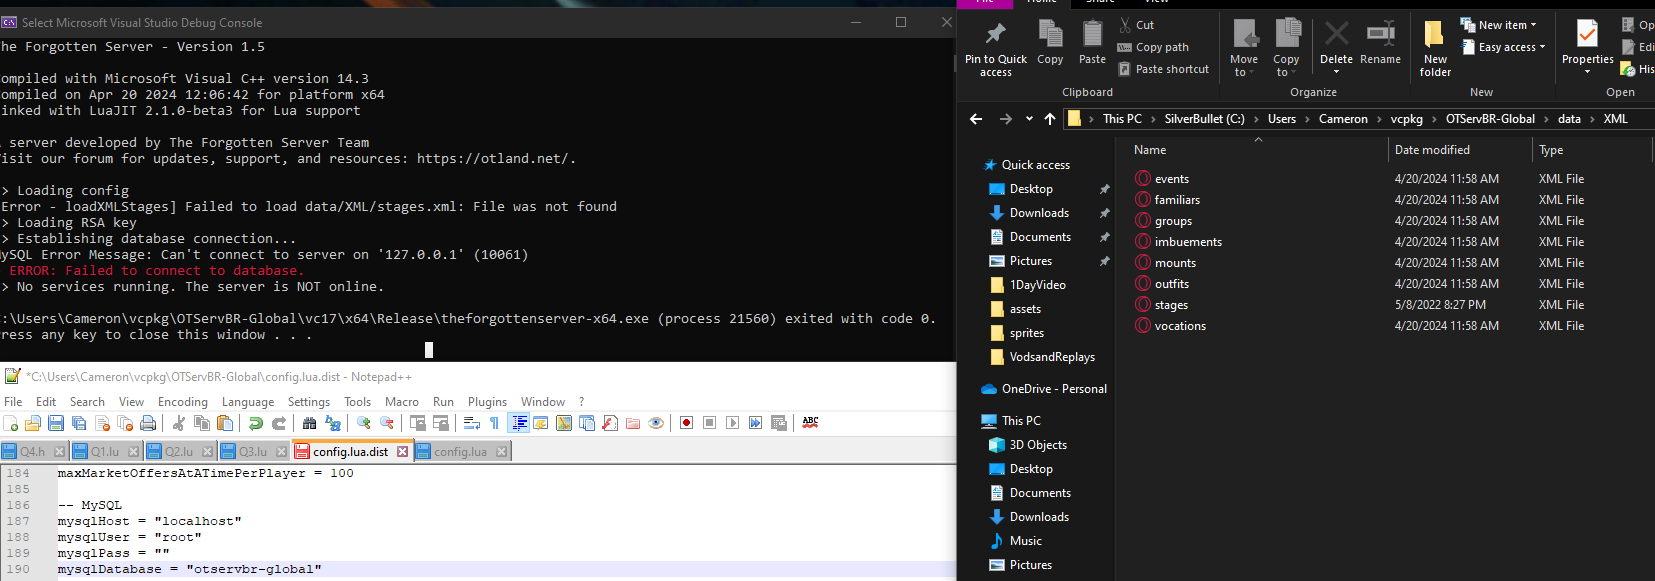 Select Microsoft Visual Studio Debug Console
he Forgotten Server - Version 1.5
ompiled with Microsoft Visual C++ version 14.3
ompiled on Apr 20 2024 12:06:42 for platform x64
inked with LuaJIT 2.1.0-beta3 for Lua support
server developed by The Forgotten Server Team
isit our forum for updates, support, and resources: https://otland.net/.
> Loading config
Error - loadXMLStages] Failed to load data/XML/stages.xml: File was not found
> Loading RSA key
> Establishing database connection...
ySQL Error Message: Can't connect to server on '127.0.0.1' (10061)
ERROR: Failed to connect to database.
> No services running. The server is NOT online.
:\Users\Cameron\vcpkg\OTServBR-Global\vc17\x64\Release\theforgottenserver-x64.exe (process 21560) exited with code 0.
ress any key to close this window . . .
*C:\Users\Cameron\vcpkg\OTServBR-Global\config.lua.dist - Notepad++
File Edit Search View Encoding Language Settings Tools Macro Run Plugins Window ?
Q4.h Q1.lu Q2.lu Q3.lu config.lua.dist config.lua
184 maxMarketOffersAtATimePerPlayer = 100
185
186 -- MySQL
187 mysqlHost = "localhost"
188 mysqlUser = "root"
189 mysqlPass = ""
190 mysqlDatabase = "otservbr-global"
File Home Share View
Pin to Quick access
Copy
Paste
Cut
Copy path
Paste shortcut
Clipboard
Move to
Copy to
Delete
Rename
Organize
New folder
New item
Easy access
New
Properties
Op
Edi
His
Open
This PC > SilverBullet (C:) > Users > Cameron > vcpkg > OTServBR-Global > data > XML
Quick access
Desktop
Downloads
Documents
Pictures
1DayVideo
assets
sprites
VodsandReplays
OneDrive - Personal
This PC
3D Objects
Desktop
Documents
Downloads
Music
Pictures
Name Date modified Type
events 4/20/2024 11:58 AM XML File
familiars 4/20/2024 11:58 AM XML File
groups 4/20/2024 11:58 AM XML File
imbuements 4/20/2024 11:58 AM XML File
mounts 4/20/2024 11:58 AM XML File
outfits 4/20/2024 11:58 AM XML File
stages 5/8/2022 8:27 PM XML File
vocations 4/20/2024 11:58 AM XML File